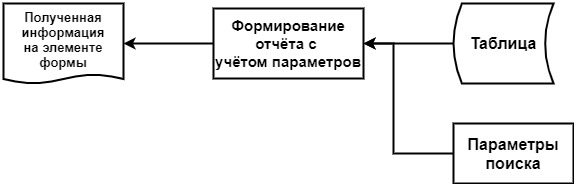 Полученная
информация
на элементе
формы
Формирование
отчёта с
учётом параметров
Таблица
Параметры
поиска